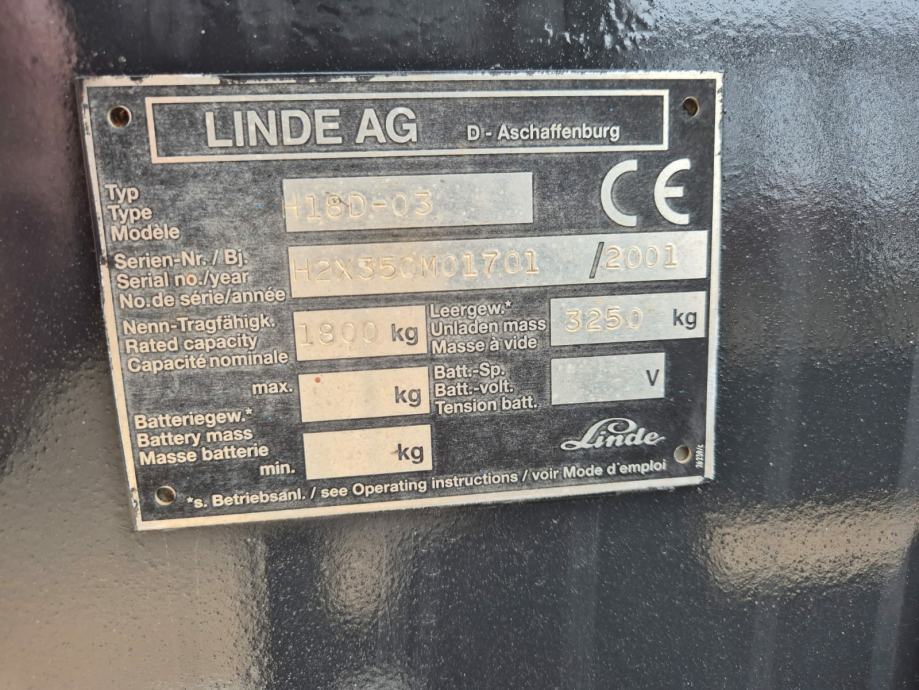 LINDE AG D-Aschaffenburg
Typ
Type
Modèle
H18D-03
CE
Serien-Nr./Bj.
Serial no./year
No.de série/année
H2X350M01701 /2001
Nenn-Tragfähigk.
Rated capacity
Capacité nominale
1800 kg
Leergew.*
Unladen mass
Masse à vide
3250 kg
max. kg
Batt.-Sp.
Batt.-volt.
Tension batt.
V
Batteriegew.*
Battery mass
Masse batterie
min. kg
Linde
*s. Betriebsanl./see Operating instructions/voir Mode d'emploi